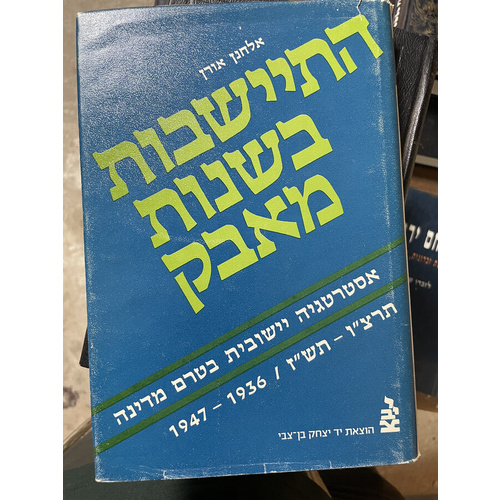 אלחנן אורן
התיישבות
בשנות
מאבק
אסטרטגיה יישובית בטרם מדינה
תרצ"ו - תש"ז / 1936 - 1947
הוצאת יד יצחק בן-צבי